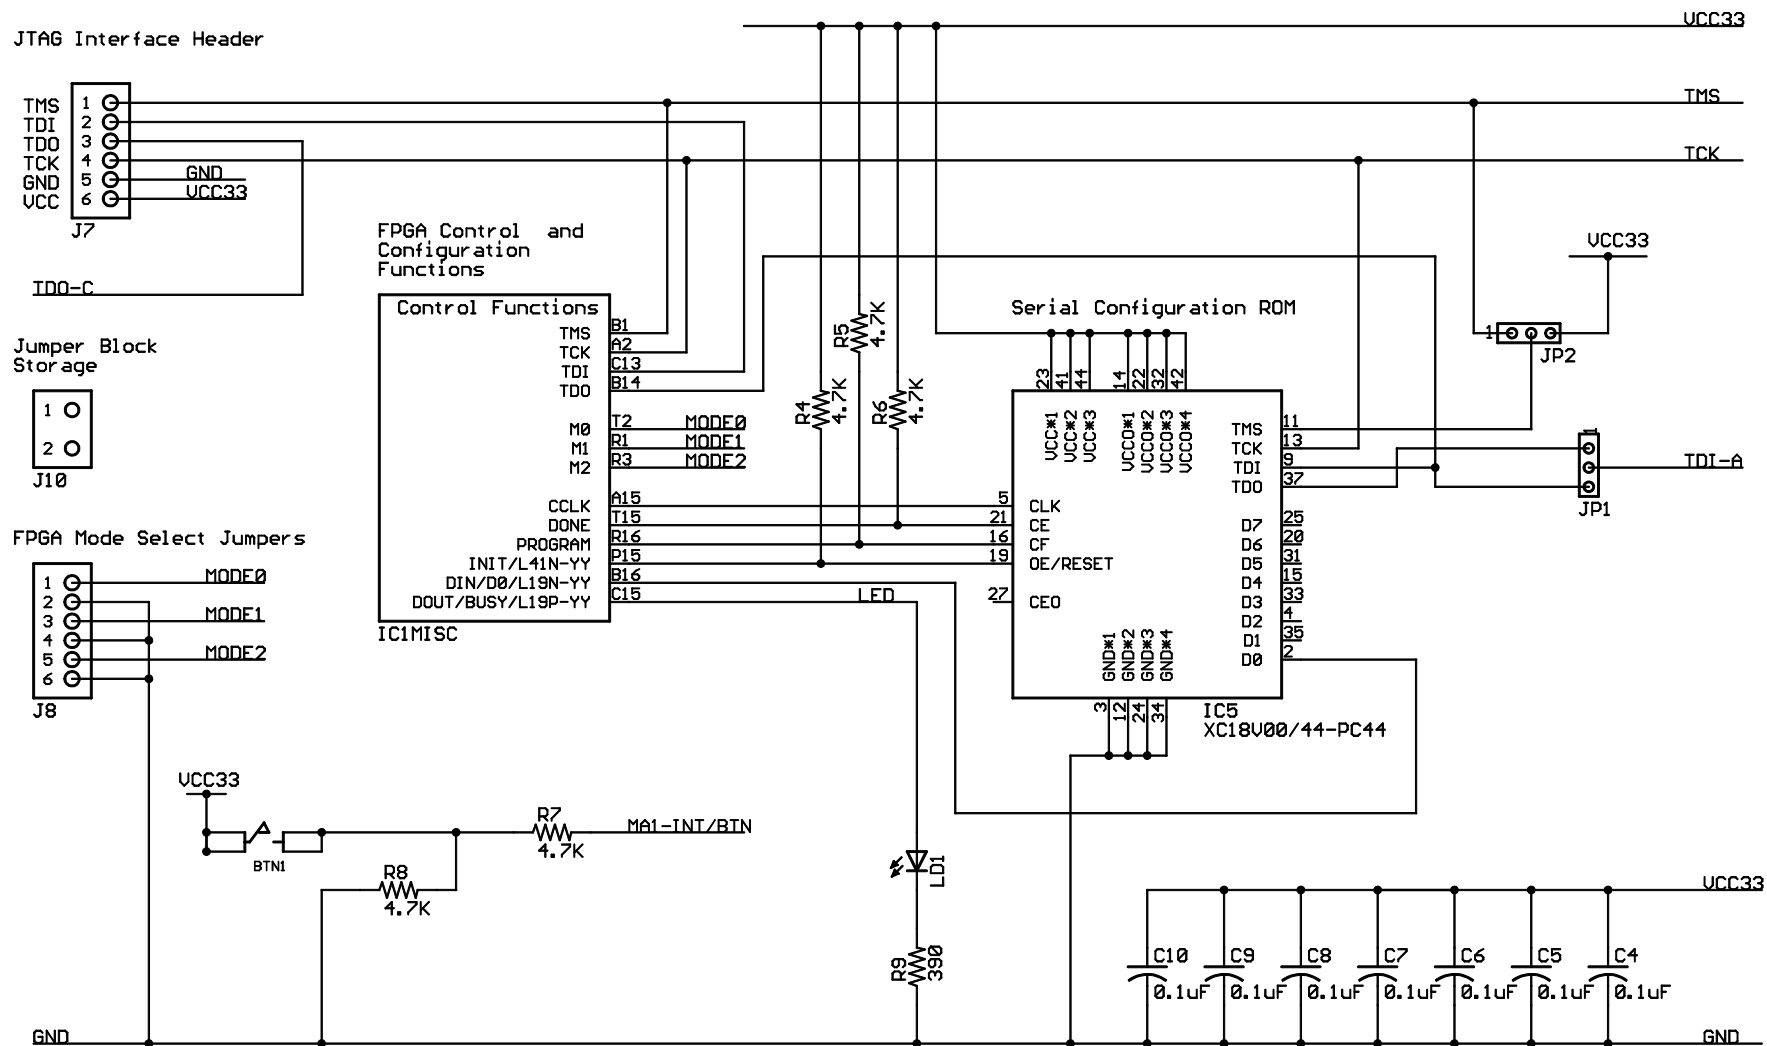 JTAG Interface Header
VCC33
TMS 1
TMS
TDI 2
TDO 3
TCK 4
TCK
GND 5 GND
VCC 6 VCC33
J7
TDO-C
FPGA Control and
Configuration
Functions
VCC33
Control Functions
TMS B1
TCK A2
TDI C13
TDO B14
M0 T2 MODE0
M1 R1 MODE1
M2 R3 MODE2
CCLK A15
DONE T15
PROGRAM R16
INIT/L41N-YY P15
DIN/D0/L19N-YY B16
DOUT/BUSY/L19P-YY C15
LED
IC1MISC
R4 4.7K
R5 4.7K
R6 4.7K
Serial Configuration ROM
1
JP2
23 41 44 14 22 32 42
VCC*1 VCC*2 VCC*3 VCCO*1 VCCO*2 VCCO*3 VCCO*4
TMS 11
TCK 13
TDI 9
TDO 37
1
TDI-A
JP1
5 CLK
21 CE
16 CF
19 OE/RESET
27 CEO
D7 25
D6 20
D5 31
D4 15
D3 33
D2 4
D1 35
D0 2
GND*1 GND*2 GND*3 GND*4
3 12 24 34
IC5
XC18V00/44-PC44
Jumper Block
Storage
1
2
J10
FPGA Mode Select Jumpers
1 MODE0
2
3 MODE1
4
5 MODE2
6
J8
VCC33
BTN1
R7
4.7K
MA1-INT/BTN
R8
4.7K
LD1
R9 390
VCC33
C10 C9 C8 C7 C6 C5 C4
0.1uF 0.1uF 0.1uF 0.1uF 0.1uF 0.1uF 0.1uF
GND
GND